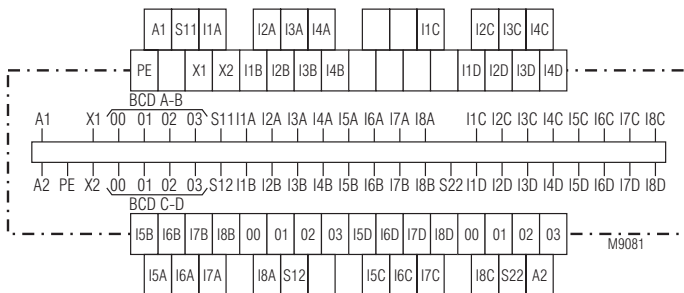 A1 S11 I1A I2A I3A I4A I1C I2C I3C I4C
PE X1 X2 I1B I2B I3B I4B I1D I2D I3D I4D
BCD A-B
A1 X1 00 01 02 03 S11 I1A I2A I3A I4A I5A I6A I7A I8A I1C I2C I3C I4C I5C I6C I7C I8C
A2 PE X2 00 01 02 03 S12 I1B I2B I3B I4B I5B I6B I7B I8B S22 I1D I2D I3D I4D I5D I6D I7D I8D
BCD C-D
I5B I6B I7B I8B 00 01 02 03 I5D I6D I7D I8D 00 01 02 03
M9081
I5A I6A I7A I8A S12 I5C I6C I7C I8C S22 A2